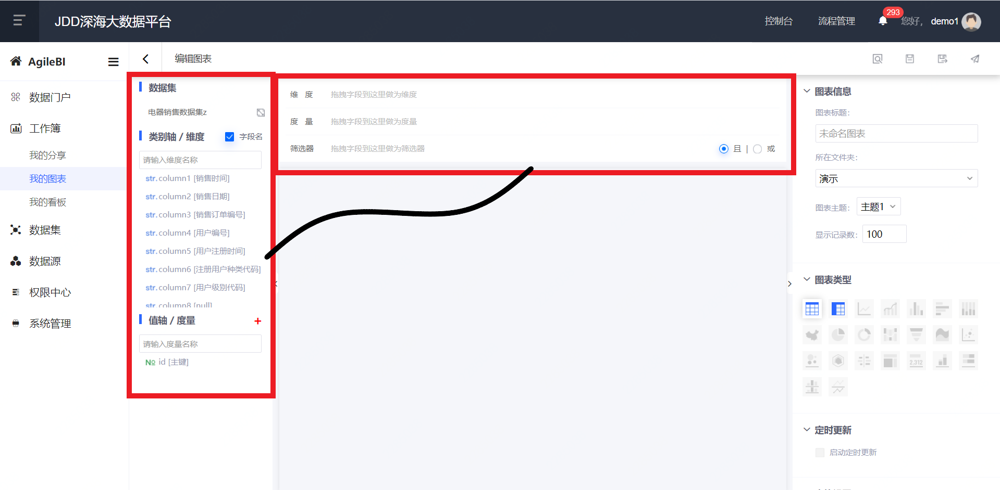 JDD深海大数据平台
控制台
流程管理
293
您好，
demo1
AgileBI
编辑图表
数据门户
工作簿
我的分享
我的图表
我的看板
数据集
数据源
权限中心
系统管理
数据集
电器销售数据集z
类别轴 / 维度
字段名
请输入维度名称
str. column1 [销售时间]
str. column2 [销售日期]
str. column3 [销售订单编号]
str. column4 [用户编号]
str. column5 [用户注册时间]
str. column6 [注册用户种类代码]
str. column7 [用户级别代码]
str. column8 [null]
值轴 / 度量
+
请输入度量名称
№ id [主键]
维 度 拖拽字段到这里做为维度
度 量 拖拽字段到这里做为度量
筛选器 拖拽字段到这里做为筛选器
且 | 或
图表信息
图表标题：
未命名图表
所在文件夹：
演示
图表主题： 主题1
显示记录数： 100
图表类型
2,312
定时更新
启动定时更新